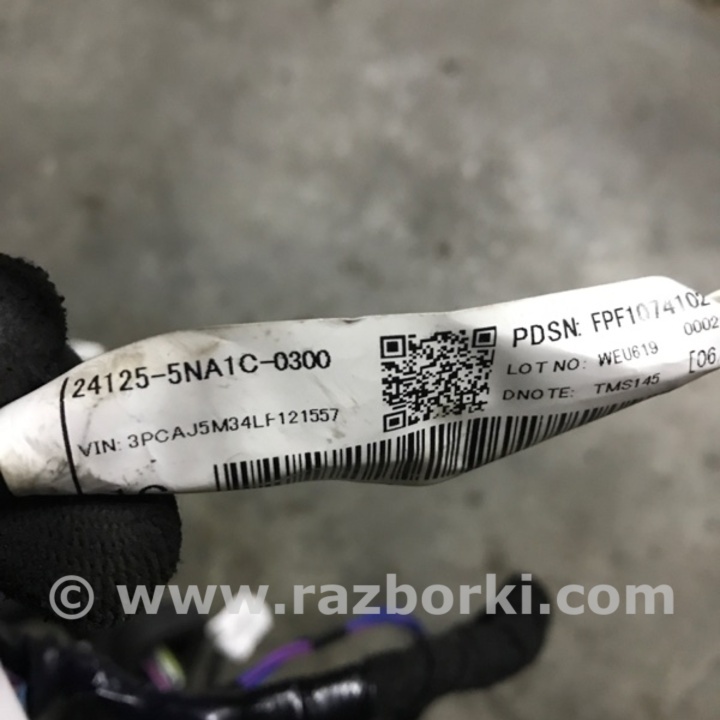 24125-5NA1C-0300
VIN: 3PCAJ5M34LF121557
PDSN: FPF1074102
0002
LOT NO: WEU619
[06
DNOTE: TMS145
© www.razborki.com